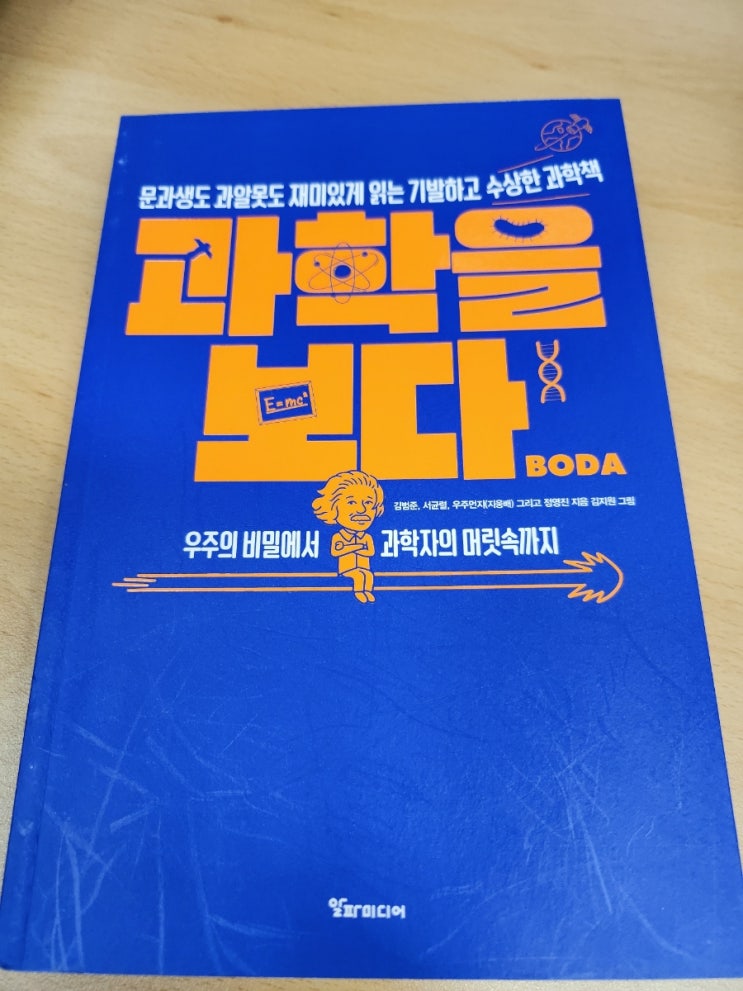 문과생도 과알못도 재미있게 읽는 기발하고 수상한 과학책
과학을
보다
E=mc²
BODA
김범준, 서균렬, 우주먼지(지웅배) 그리고 정영진 지음 김지원 그림
우주의 비밀에서 과학자의 머릿속까지
알파미디어